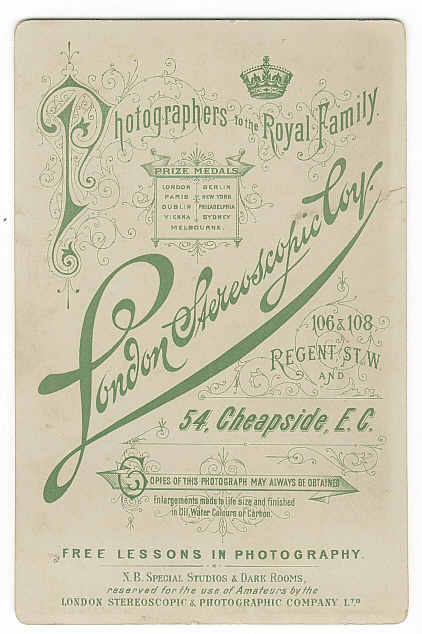 Photographers to the Royal Family.
PRIZE MEDALS
LONDON BERLIN
PARIS NEW YORK
DUBLIN PHILADELPHIA
VIENNA SYDNEY
MELBOURNE.
London Stereoscopic Coy.
106 & 108
REGENT ST W.
AND
54, Cheapside, E.C.
COPIES OF THIS PHOTOGRAPH MAY ALWAYS BE OBTAINED
Enlargements made to life size and finished
in Oil, Water Colours or Carbon.
FREE LESSONS IN PHOTOGRAPHY.
N.B. SPECIAL STUDIOS & DARK ROOMS,
reserved for the use of Amateurs by the
LONDON STEREOSCOPIC & PHOTOGRAPHIC COMPANY LTD